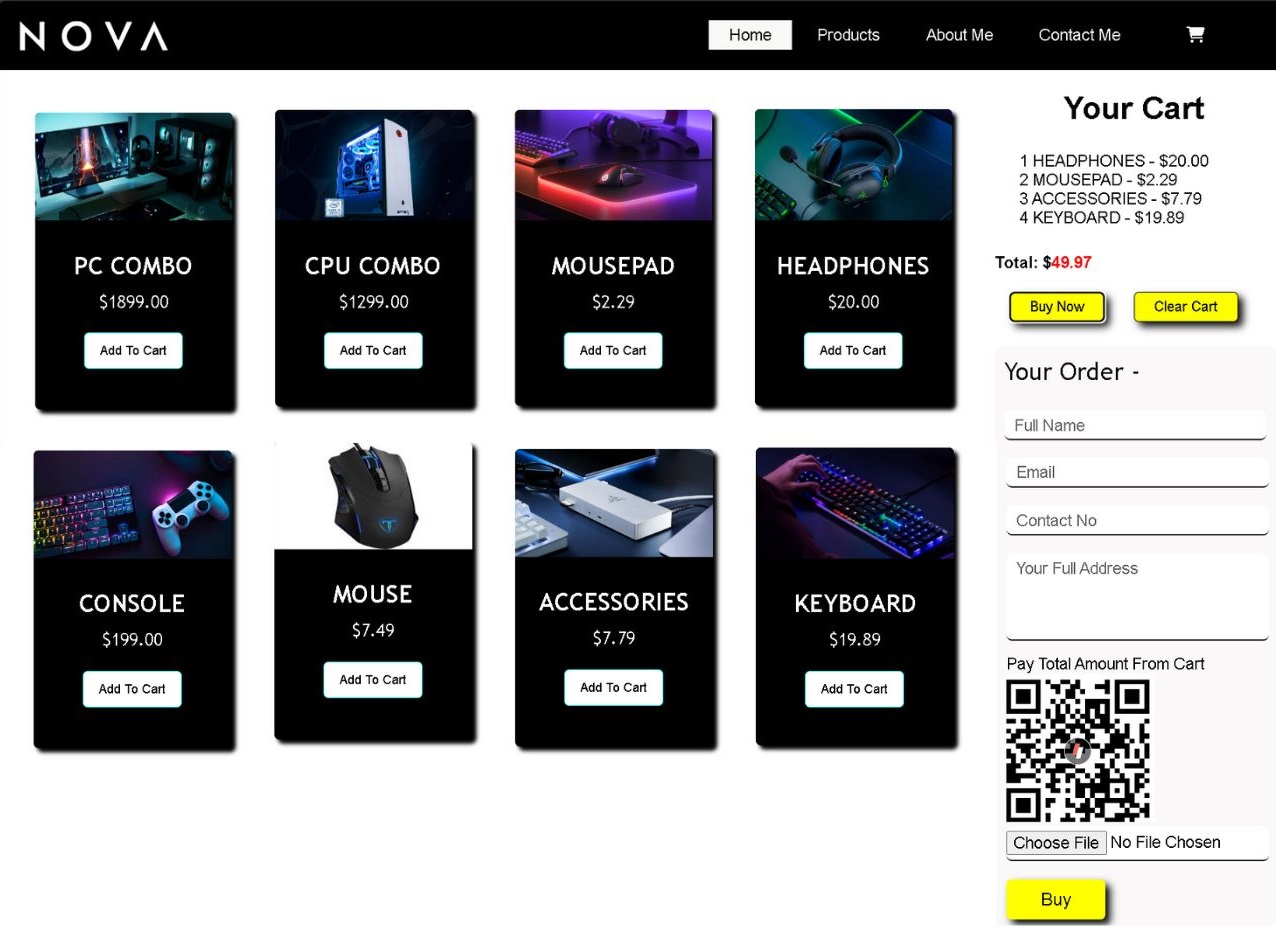 NOVA
Home
Products
About Me
Contact Me
PC COMBO
$1899.00
Add To Cart
CPU COMBO
$1299.00
Add To Cart
MOUSEPAD
$2.29
Add To Cart
HEADPHONES
$20.00
Add To Cart
CONSOLE
$199.00
Add To Cart
MOUSE
$7.49
Add To Cart
ACCESSORIES
$7.79
Add To Cart
KEYBOARD
$19.89
Add To Cart
Your Cart
1 HEADPHONES - $20.00
2 MOUSEPAD - $2.29
3 ACCESSORIES - $7.79
4 KEYBOARD - $19.89
Total: $49.97
Buy Now
Clear Cart
Your Order -
Full Name
Email
Contact No
Your Full Address
Pay Total Amount From Cart
Choose File No File Chosen
Buy